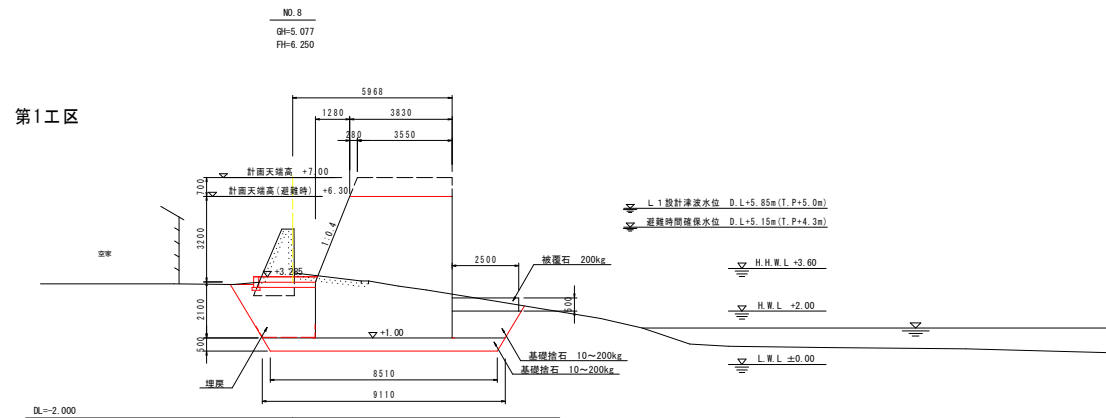 NO.8
GH=5.077
FH=6.250
第1工区
5968
1280
3830
280
3550
計画天端高 +7.00
計画天端高(避難時) +6.30
700
3200
2100
500
1:0.4
空家
+3.285
+1.00
2500
被覆石 200kg
500
L1設計津波水位 D.L+5.85m(T.P+5.0m)
避難時間確保水位 D.L+5.15m(T.P+4.3m)
H.H.W.L +3.60
H.W.L +2.00
L.W.L ±0.00
基礎捨石 10～200kg
基礎捨石 10～200kg
埋戻
8510
9110
DL=-2.000